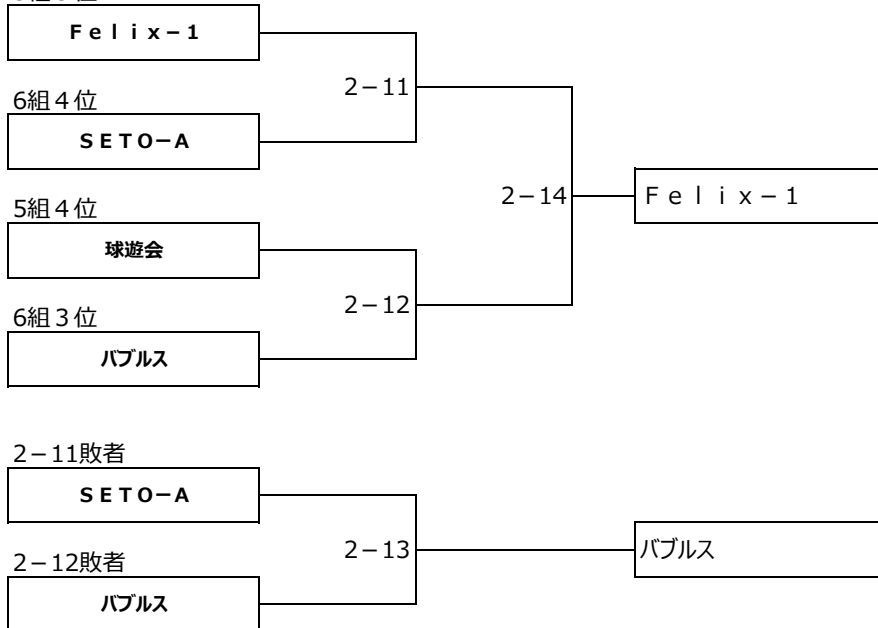 Ｆｅｌｉｘ－１
2－11
6組４位
ＳＥＴＯ－Ａ
2－14
Ｆｅｌｉｘ－１
5組４位
球遊会
2－12
6組３位
バブルス
2－11敗者
ＳＥＴＯ－Ａ
2－13
バブルス
2－12敗者
バブルス